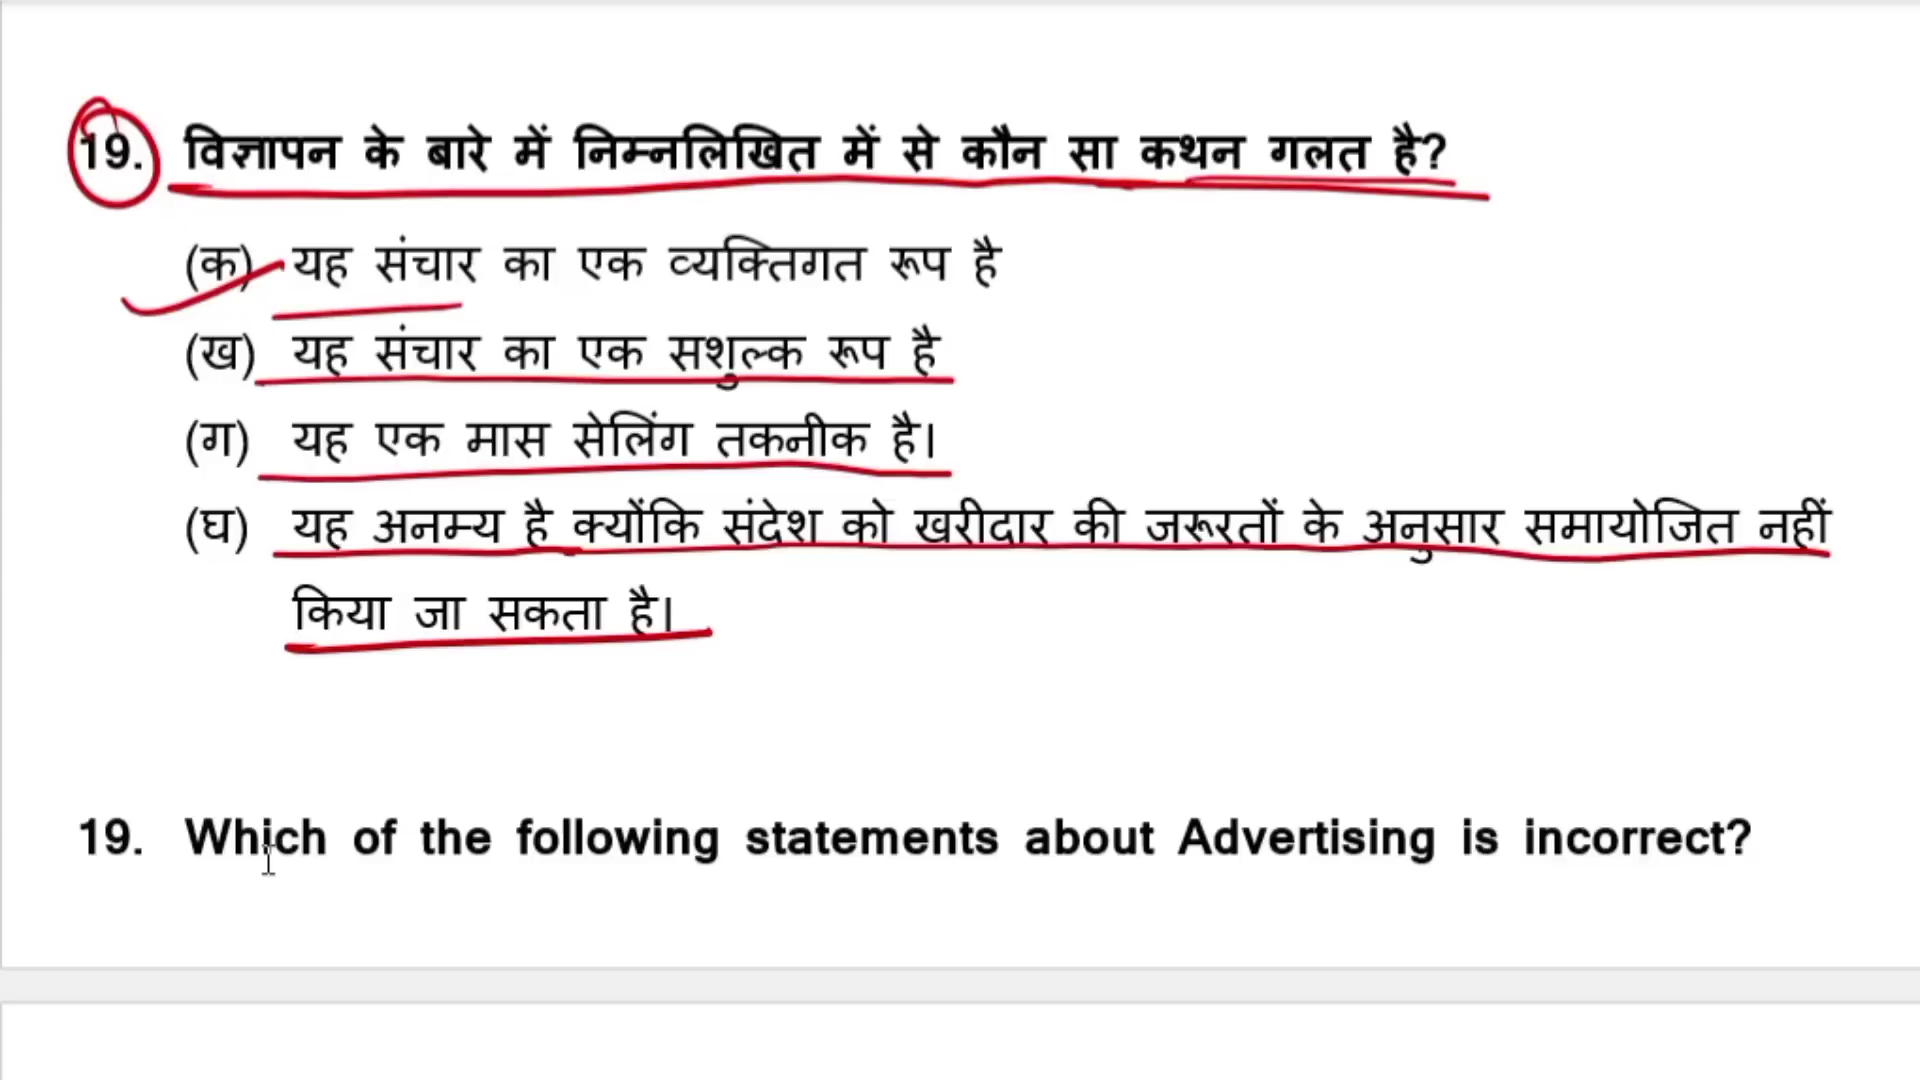 19. विज्ञापन के बारे में निम्नलिखित में से कौन सा कथन गलत है?
(क) यह संचार का एक व्यक्तिगत रूप है
(ख) यह संचार का एक सशुल्क रूप है
(ग) यह एक मास सेलिंग तकनीक है।
(घ) यह अनम्य है क्योंकि संदेश को खरीदार की जरूरतों के अनुसार समायोजित नहीं
किया जा सकता है।
19. Which of the following statements about Advertising is incorrect?